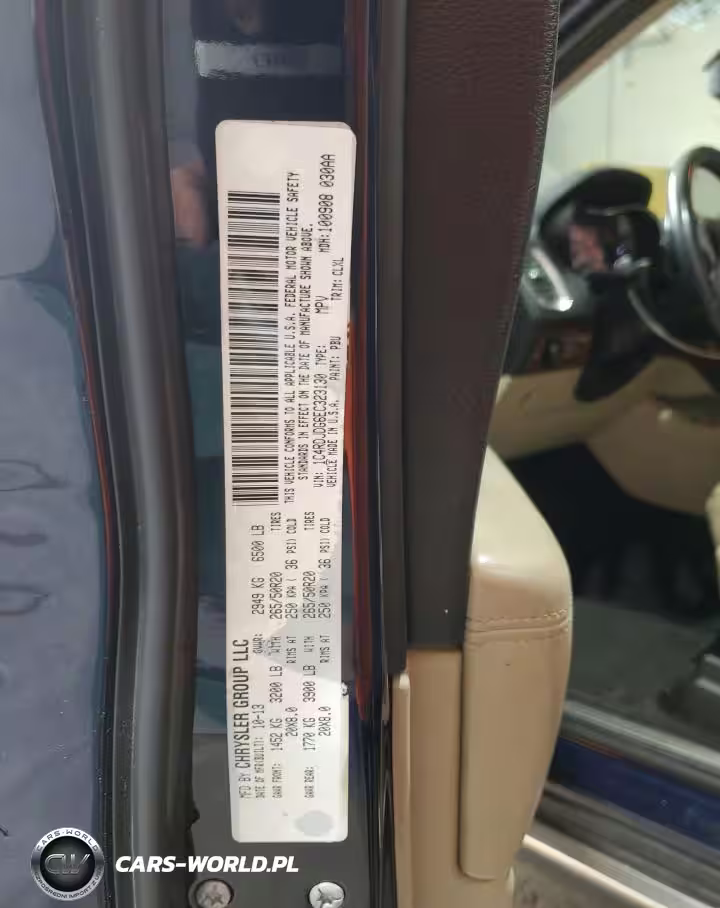 MFD BY CHRYSLER GROUP LLC
DATE OF MFR(BUILT): 10-13 GVWR: 2949 KG 6500 LB
GAWR FRONT: 1452 KG 3200 LB WITH 265/50R20 TIRES
20X8.0 RIMS AT 250 KPA ( 36 PSI) COLD
GAWR REAR: 1770 KG 3900 LB WITH 265/50R20 TIRES
20X8.0 RIMS AT 250 KPA ( 36 PSI) COLD
THIS VEHICLE CONFORMS TO ALL APPLICABLE U.S.A. FEDERAL MOTOR VEHICLE SAFETY
STANDARDS IN EFFECT ON THE DATE OF MANUFACTURE SHOWN ABOVE.
VIN: 1C4RDJDG6EC323130 TYPE: MPV MDH: 100908 030AA
VEHICLE MADE IN U.S.A. PAINT: PBU TRIM: CLXL
CARS-WORLD
CW
CARS-WORLD.PL